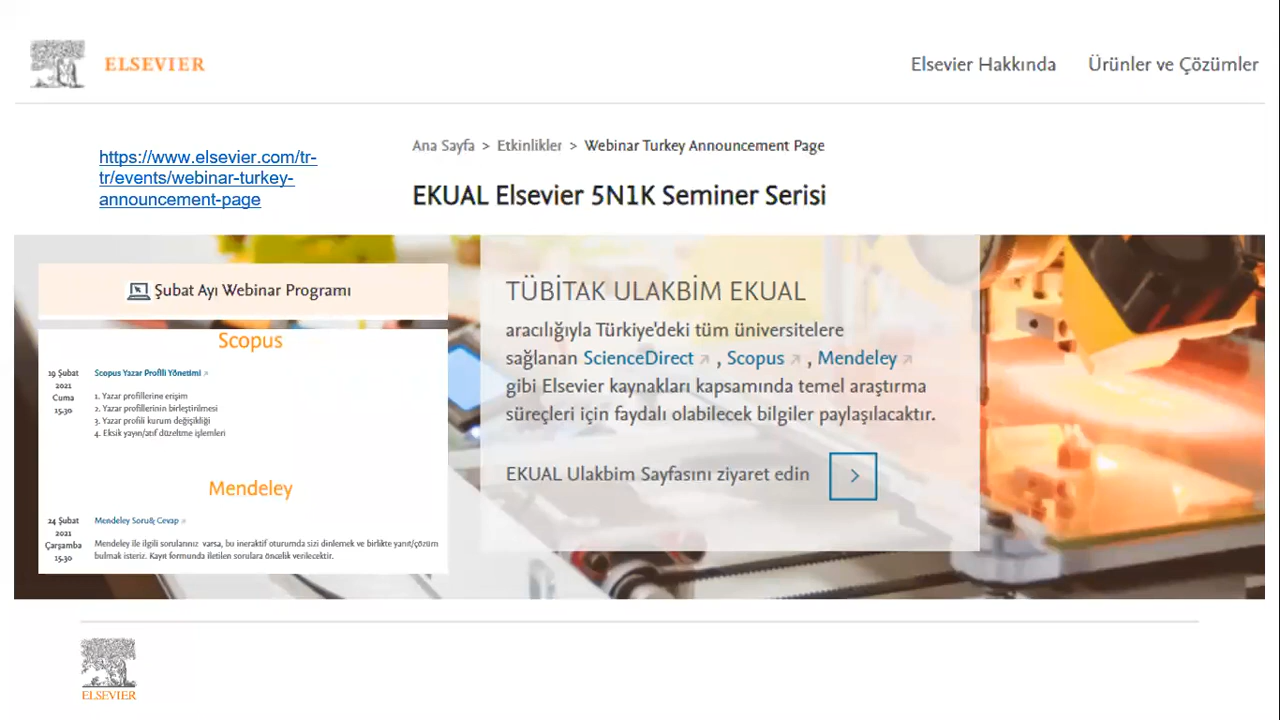 ELSEVIER
Elsevier Hakkında
Ürünler ve Çözümler
https://www.elsevier.com/tr-
tr/events/webinar-turkey-
announcement-page
Ana Sayfa > Etkinlikler > Webinar Turkey Announcement Page
EKUAL Elsevier 5N1K Seminer Serisi
Şubat Ayı Webinar Programı
Scopus
19 Şubat
2021
Cuma
15.30
Scopus Yazar Profili Yönetimi
1. Yazar profillerine erişim
2. Yazar profillerinin birleştirilmesi
3. Yazar profili kurum değişikliği
4. Eksik yayın/atıf düzeltme işlemleri
Mendeley
24 Şubat
2021
Çarşamba
15.30
Mendeley Soru& Cevap
Mendeley ile ilgili sorularınız varsa, bu ineraktif oturumda sizi dinlemek ve birlikte yanıt/çözüm
bulmak isteriz. Kayıt formunda iletilen sorulara öncelik verilecektir.
TÜBİTAK ULAKBİM EKUAL
aracılığıyla Türkiye'deki tüm üniversitelere
sağlanan ScienceDirect , Scopus , Mendeley
gibi Elsevier kaynakları kapsamında temel araştırma
süreçleri için faydalı olabilecek bilgiler paylaşılacaktır.
EKUAL Ulakbim Sayfasını ziyaret edin
ELSEVIER